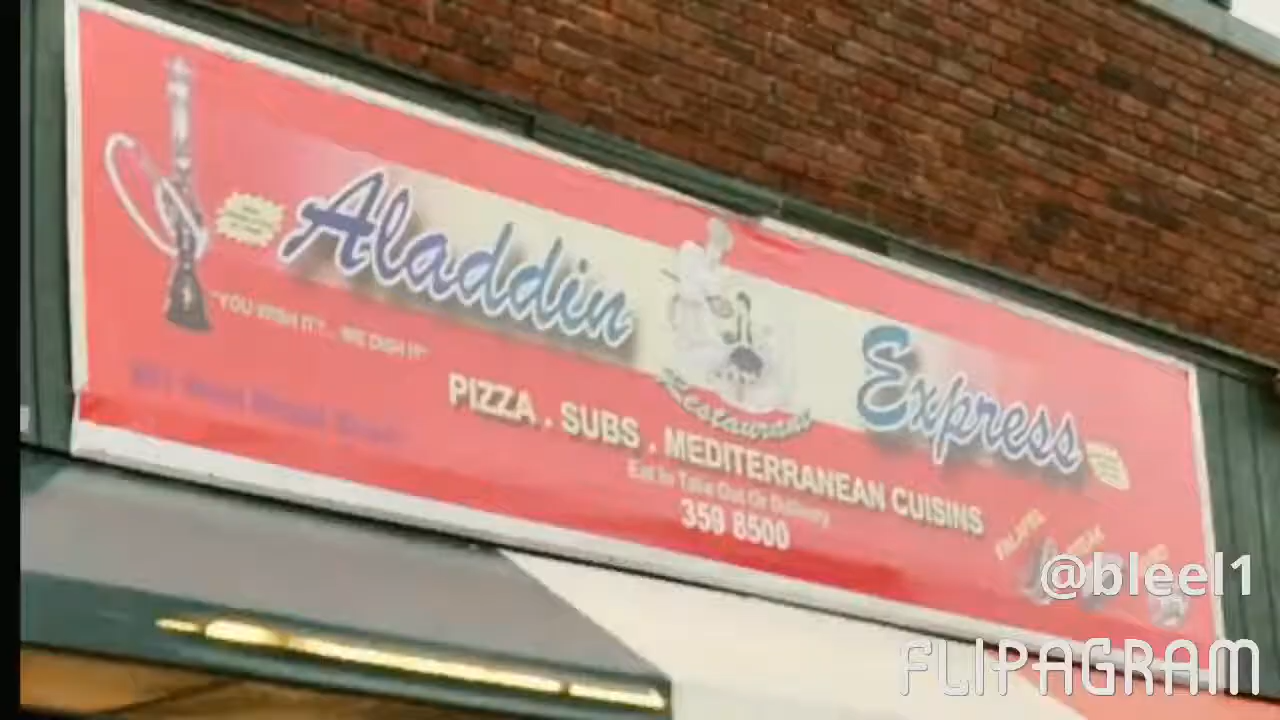 Aladdin Express
Restaurant
"YOU WISH IT... WE DISH IT"
PIZZA . SUBS . MEDITERRANEAN CUISINS
Eat In Take Out Or Delivery
359 8500
FALAFEL
@bleel1
FLIPAGRAM